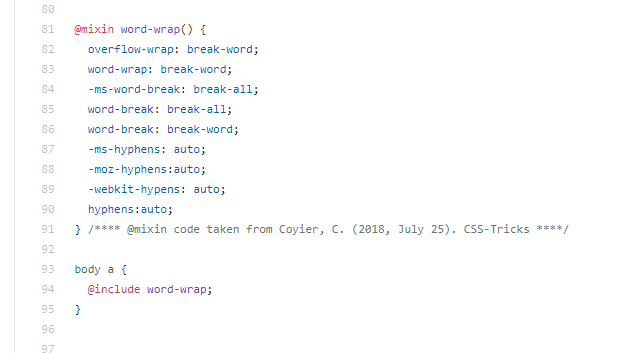 80
81 @mixin word-wrap() {
82 overflow-wrap: break-word;
83 word-wrap: break-word;
84 -ms-word-break: break-all;
85 word-break: break-all;
86 word-break: break-word;
87 -ms-hyphens: auto;
88 -moz-hyphens:auto;
89 -webkit-hypens: auto;
90 hyphens:auto;
91 } /**** @mixin code taken from Coyier, C. (2018, July 25). CSS-Tricks ****/
92
93 body a {
94 @include word-wrap;
95 }
96
97